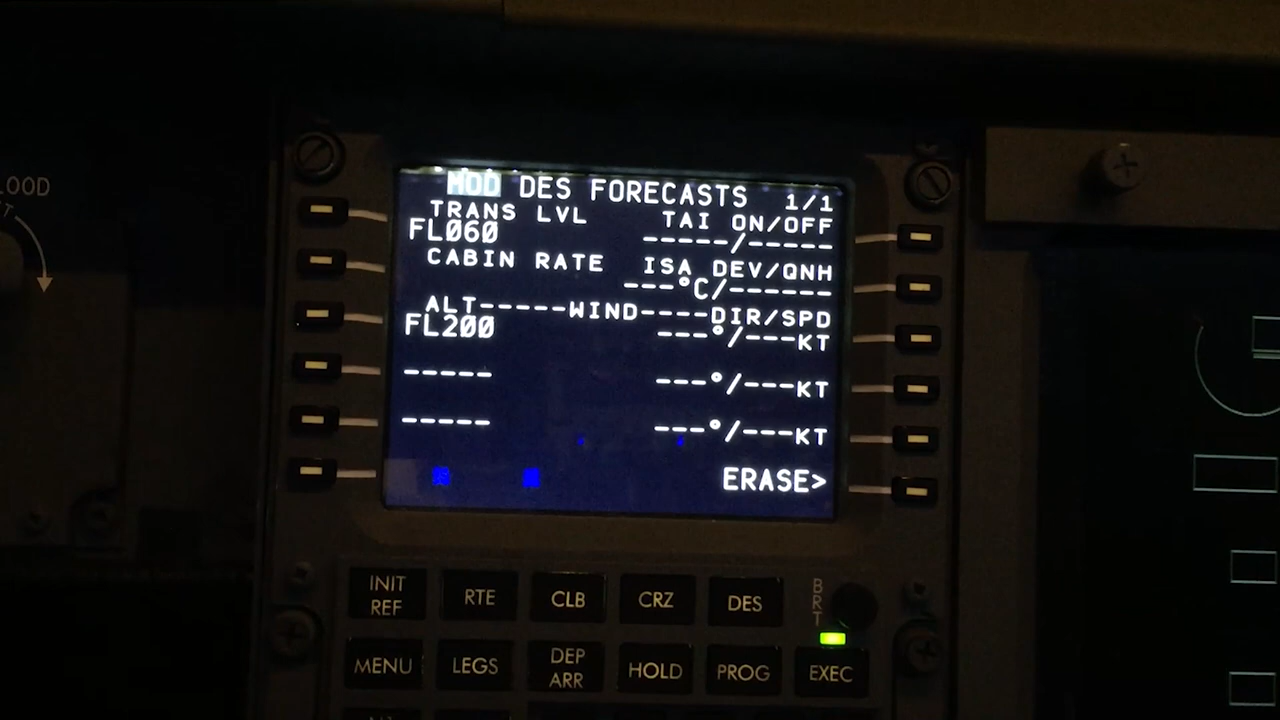 LOOD
MOD DES FORECASTS 1/1
TRANS LVL TAI ON/OFF
FL060 -----/-----
CABIN RATE ISA DEV/QNH
---°C/------
ALT-----WIND----DIR/SPD
FL200 ---°/---KT
----- ---°/---KT
----- ---°/---KT
ERASE>
INIT REF RTE CLB CRZ DES BRT
MENU LEGS DEP ARR HOLD PROG EXEC